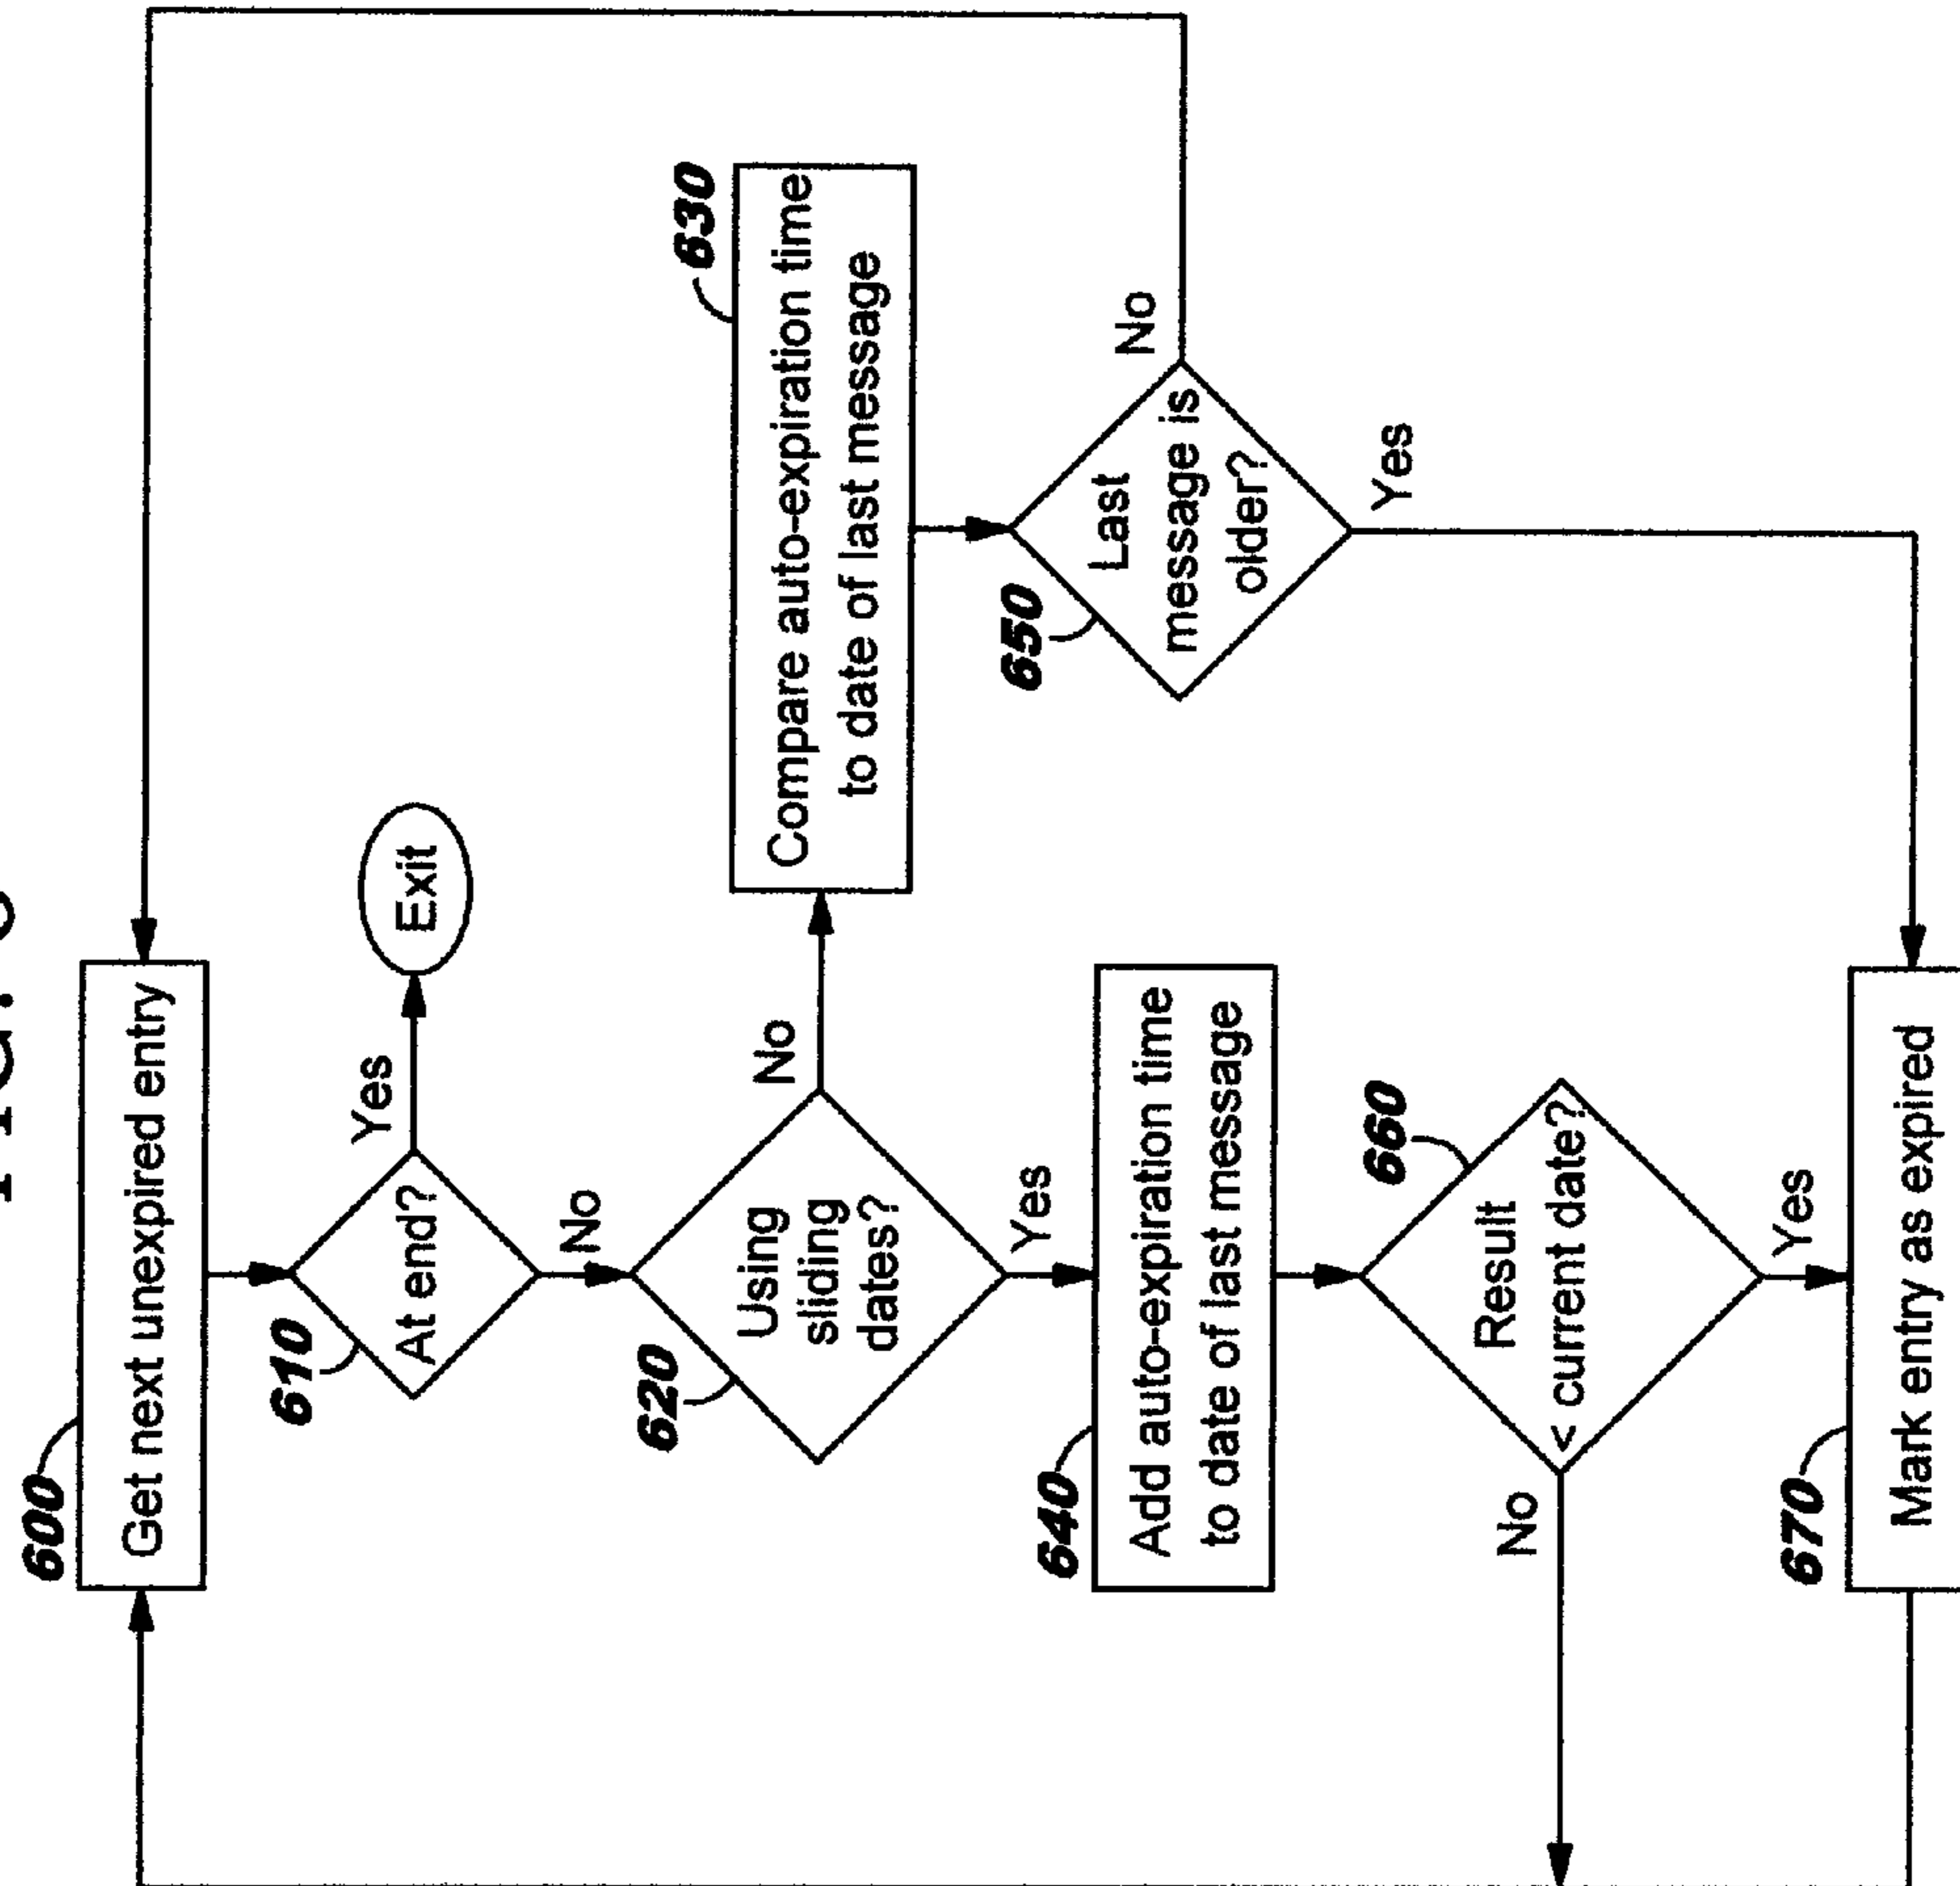 600
Get next unexpired entry
610
At end?
Yes
Exit
No
620
Using
sliding
dates?
No
630
Compare auto-expiration time
to date of last message
Yes
640
Add auto-expiration time
to date of last message
650
Last
message is
older?
No
Yes
660
Result
< current date?
No
Yes
670
Mark entry as expired